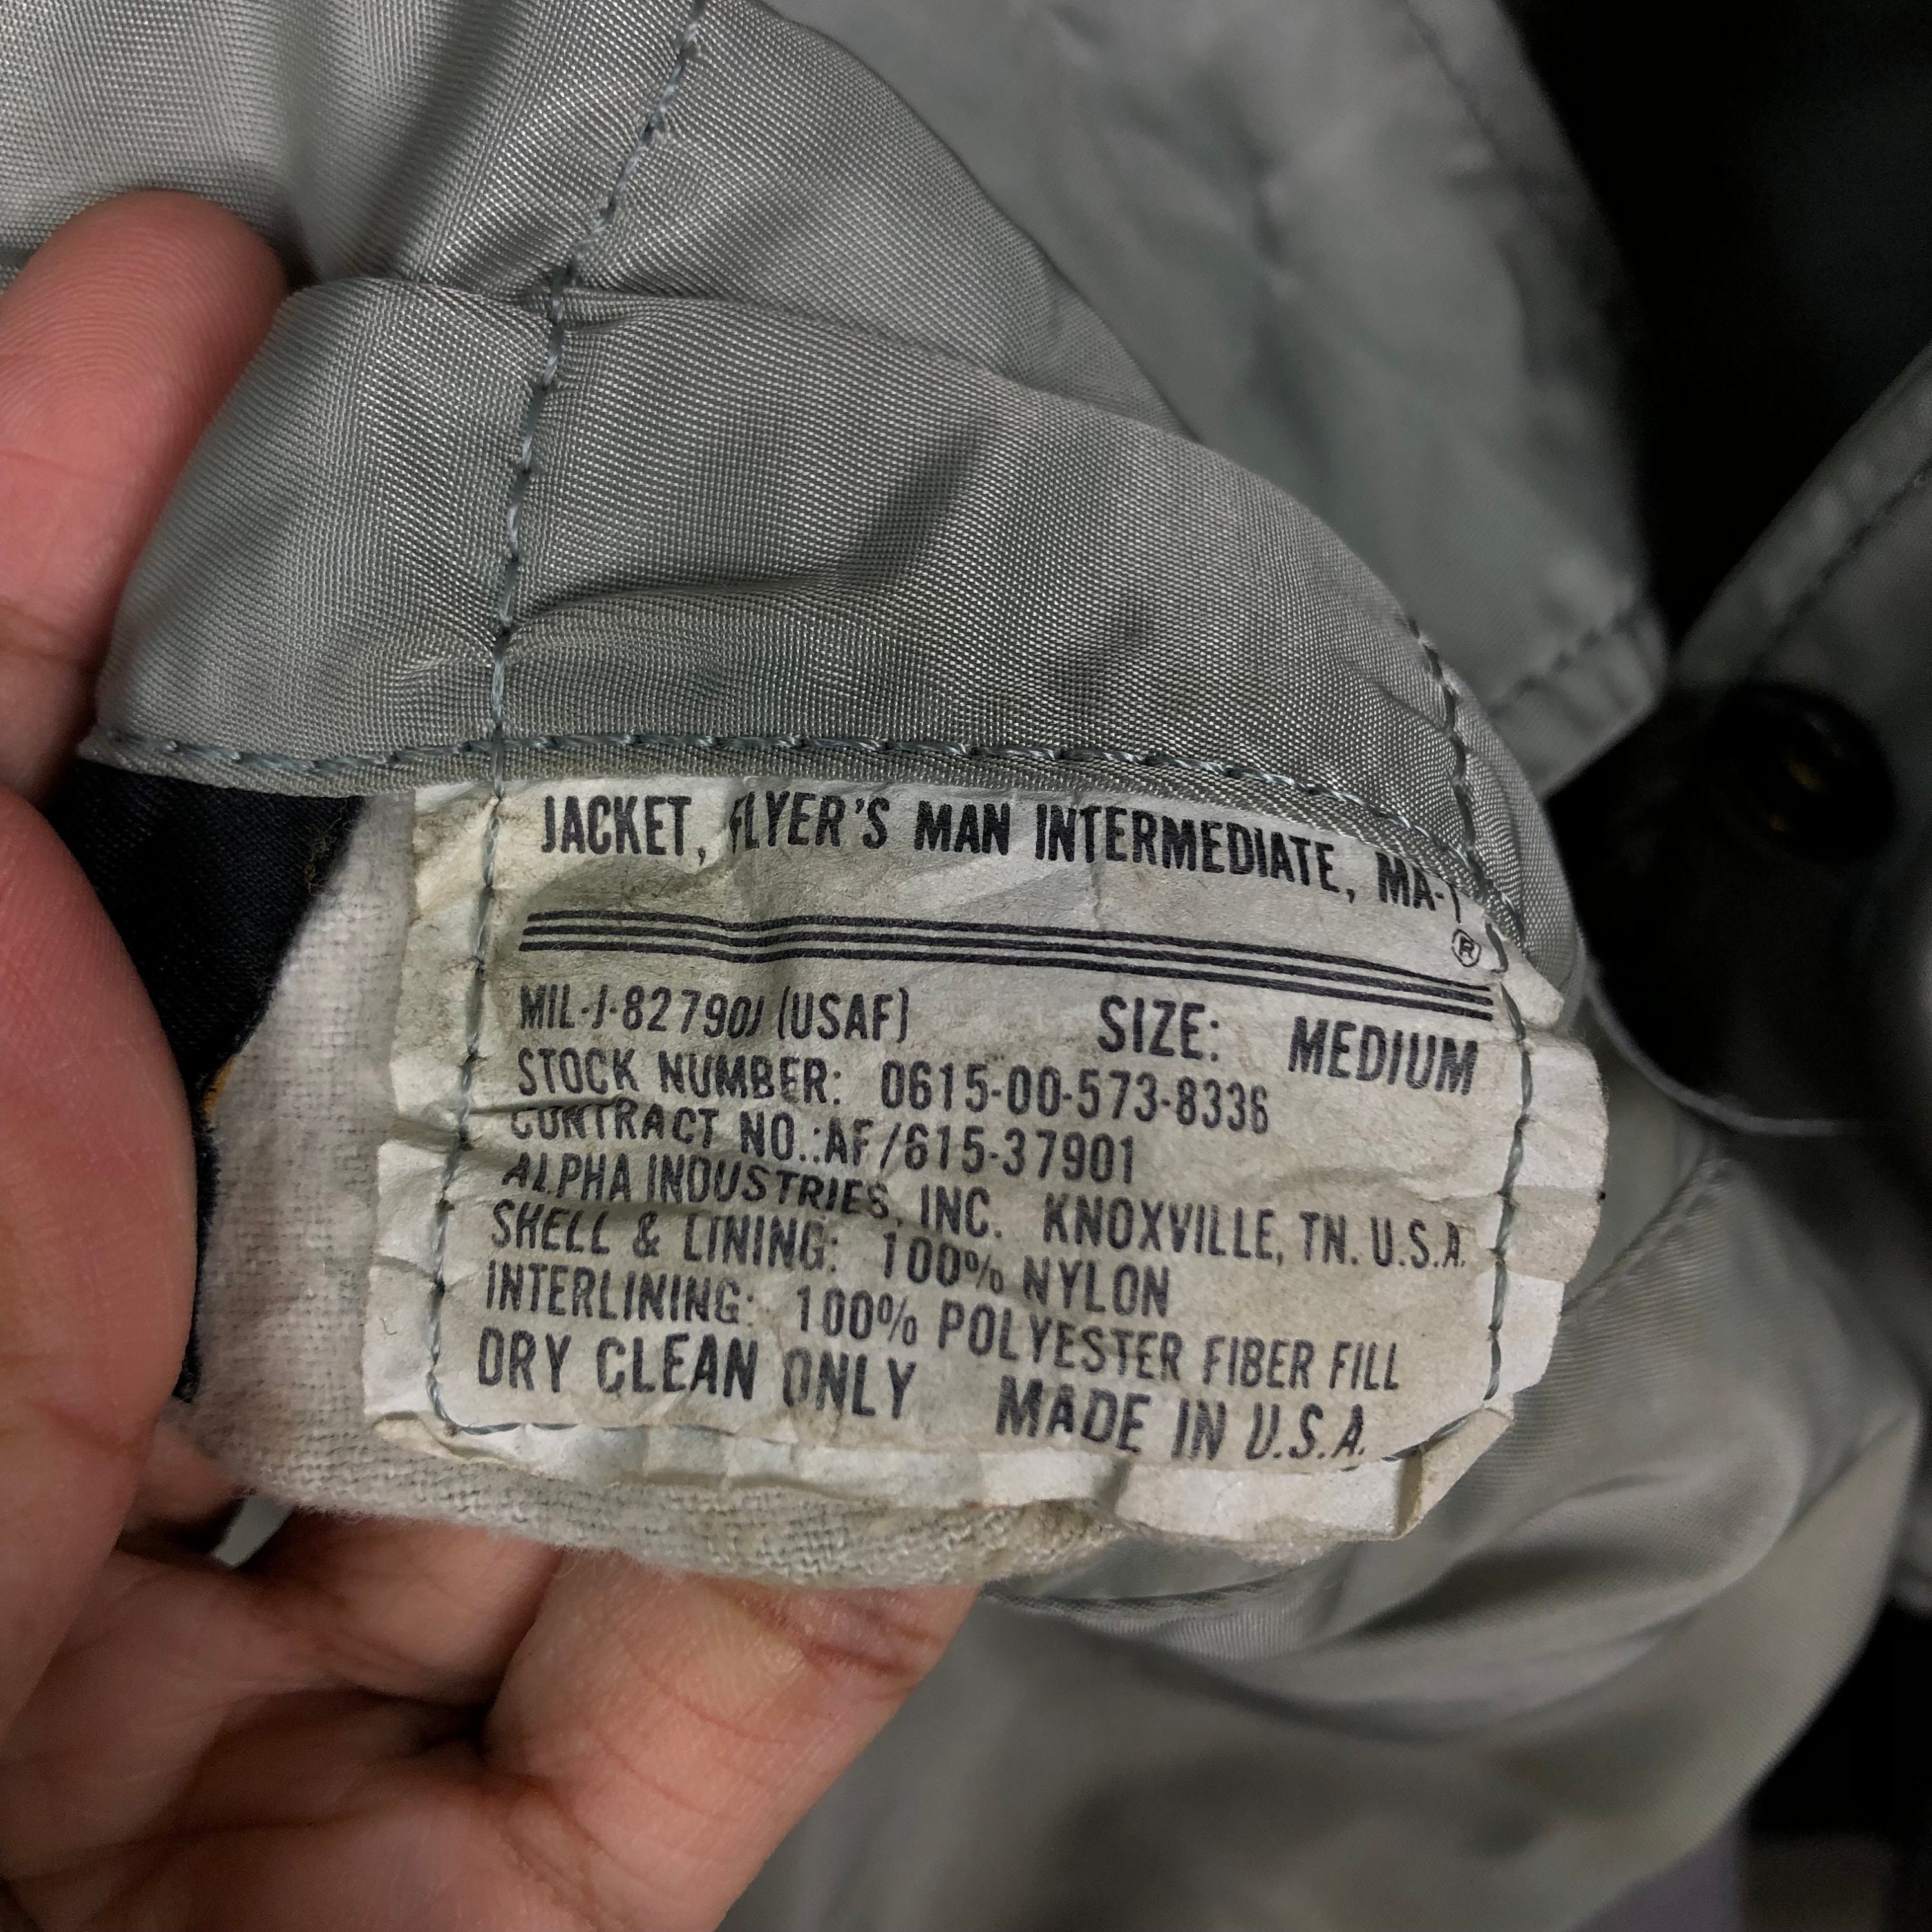 JACKET, FLYER'S MAN INTERMEDIATE, MA-1
®
MIL-J-82790J (USAF) SIZE: MEDIUM
STOCK NUMBER: 0615-00-573-8336
CONTRACT NO.:AF/615-37901
ALPHA INDUSTRIES, INC. KNOXVILLE, TN. U.S.A.
SHELL & LINING: 100% NYLON
INTERLINING: 100% POLYESTER FIBER FILL
DRY CLEAN ONLY MADE IN U.S.A.